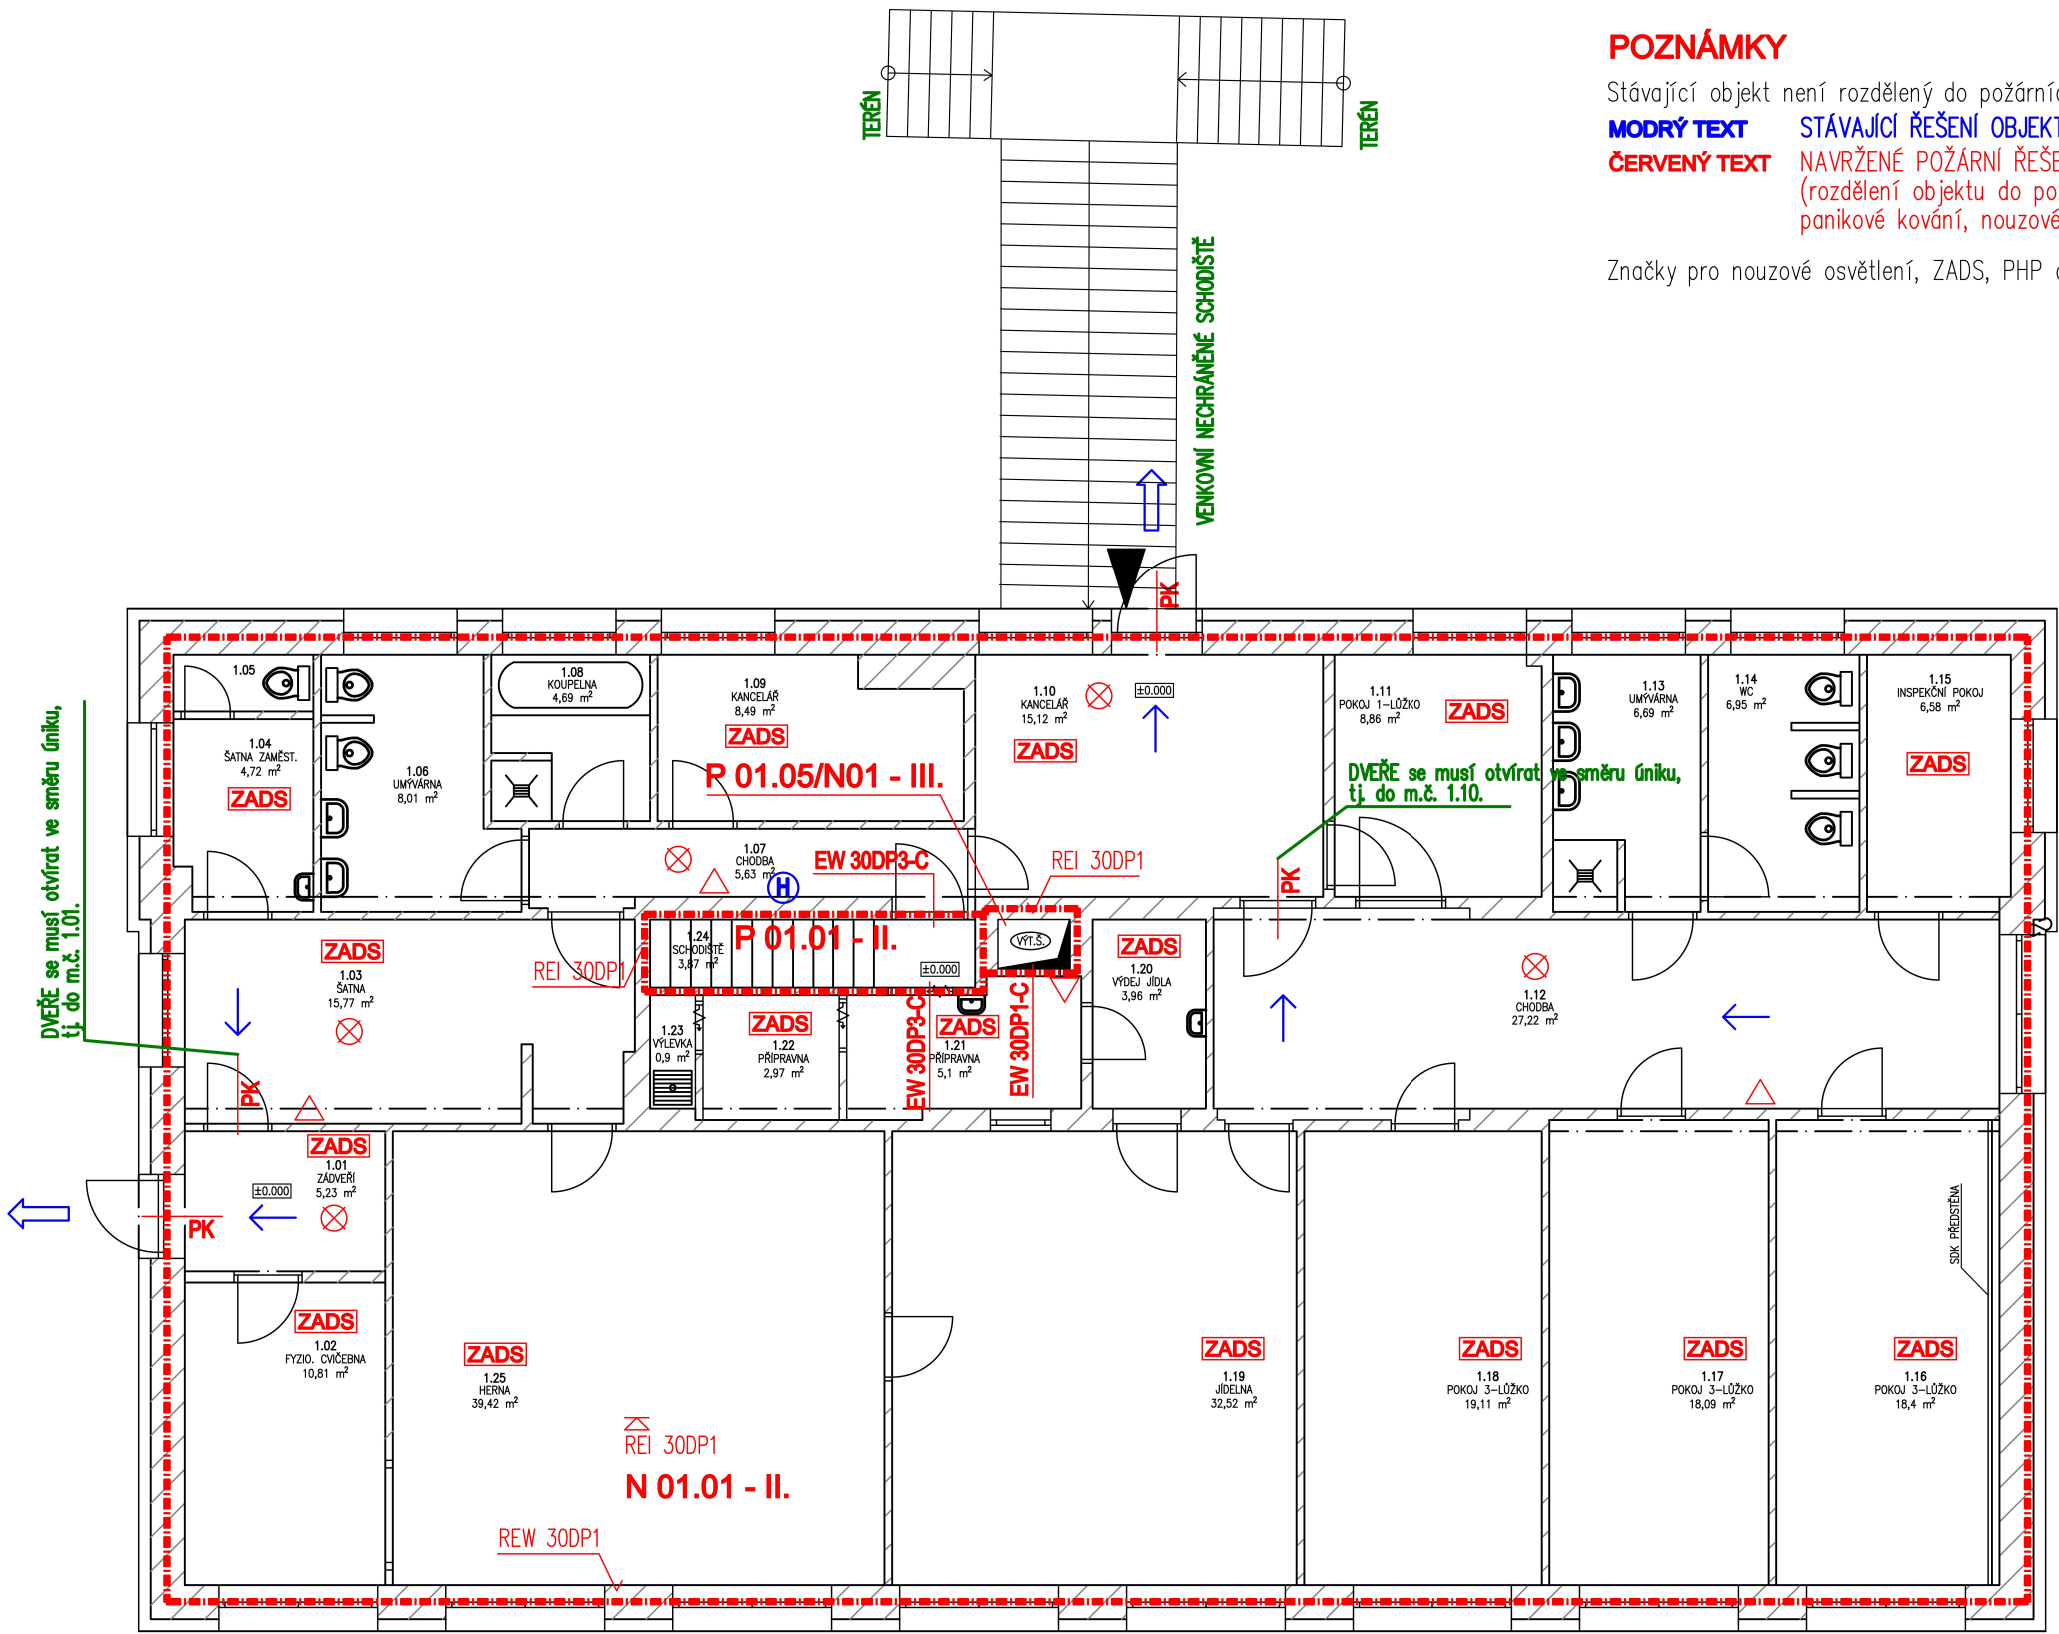 POZNÁMKY
Stávající objekt není rozdělený do
MODRÝ TEXT STÁVAJÍCÍ ŘEŠENÍ
ČERVENÝ TEXT NAVRŽENÉ POŽÁRNÍ
(rozdělení objektu do
panikové kování, nouzové
Značky pro nouzové osvětlení, ZADS, PHP
TERÉN
TERÉN
VENKOVNÍ NECHRÁNĚNÉ SCHODIŠTĚ
PK
1.05
1.04
ŠATNA ZAMĚST.
4,72 m²
ZADS
1.06
UMÝVÁRNA
8,01 m²
1.08
KOUPELNA
4,69 m²
1.09
KANCELÁŘ
8,49 m²
ZADS
P 01.05/N01 - III.
1.10
KANCELÁŘ
15,12 m²
ZADS
±0.000
1.11
POKOJ 1-LŮŽKO
8,86 m²
ZADS
1.13
UMÝVÁRNA
6,69 m²
1.14
WC
6,95 m²
1.15
INSPEKČNÍ POKOJ
6,58 m²
ZADS
DVEŘE se musí otvírat ve směru úniku,
tj. do m.č. 1.10.
DVEŘE se musí otvírat ve směru úniku,
tj. do m.č. 1.01.
1.07
CHODBA
5,63 m²
H
EW 30DP3-C
REI 30DP1
PK
ZADS
1.03
ŠATNA
15,77 m²
REI 30DP1
1.24
SCHODIŠTĚ
3,87 m²
P 01.01 - II.
±0.000
VÝT.Š.
ZADS
1.20
VÝDEJ JÍDLA
3,96 m²
1.12
CHODBA
27,22 m²
1.23
VÝLEVKA
0,9 m²
ZADS
1.22
PŘÍPRAVNA
2,97 m²
EW 30DP3-C
ZADS
1.21
PŘÍPRAVNA
5,1 m²
EW 30DP1-C
PK
ZADS
1.01
ZÁDVEŘÍ
5,23 m²
±0.000
PK
SDK PŘEDSTĚNA
ZADS
1.02
FYZIO. CVIČEBNA
10,81 m²
ZADS
1.25
HERNA
39,42 m²
REI 30DP1
N 01.01 - II.
REW 30DP1
ZADS
1.19
JÍDELNA
32,52 m²
ZADS
1.18
POKOJ 3-LŮŽKO
19,11 m²
ZADS
1.17
POKOJ 3-LŮŽKO
18,09 m²
ZADS
1.16
POKOJ 3-LŮŽKO
18,4 m²